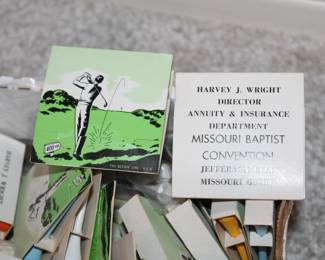 HARVEY J. WRIGHT
DIRECTOR
ANNUITY & INSURANCE
DEPARTMENT
MISSOURI BAPTIST
CONVENTION
MISSOURI